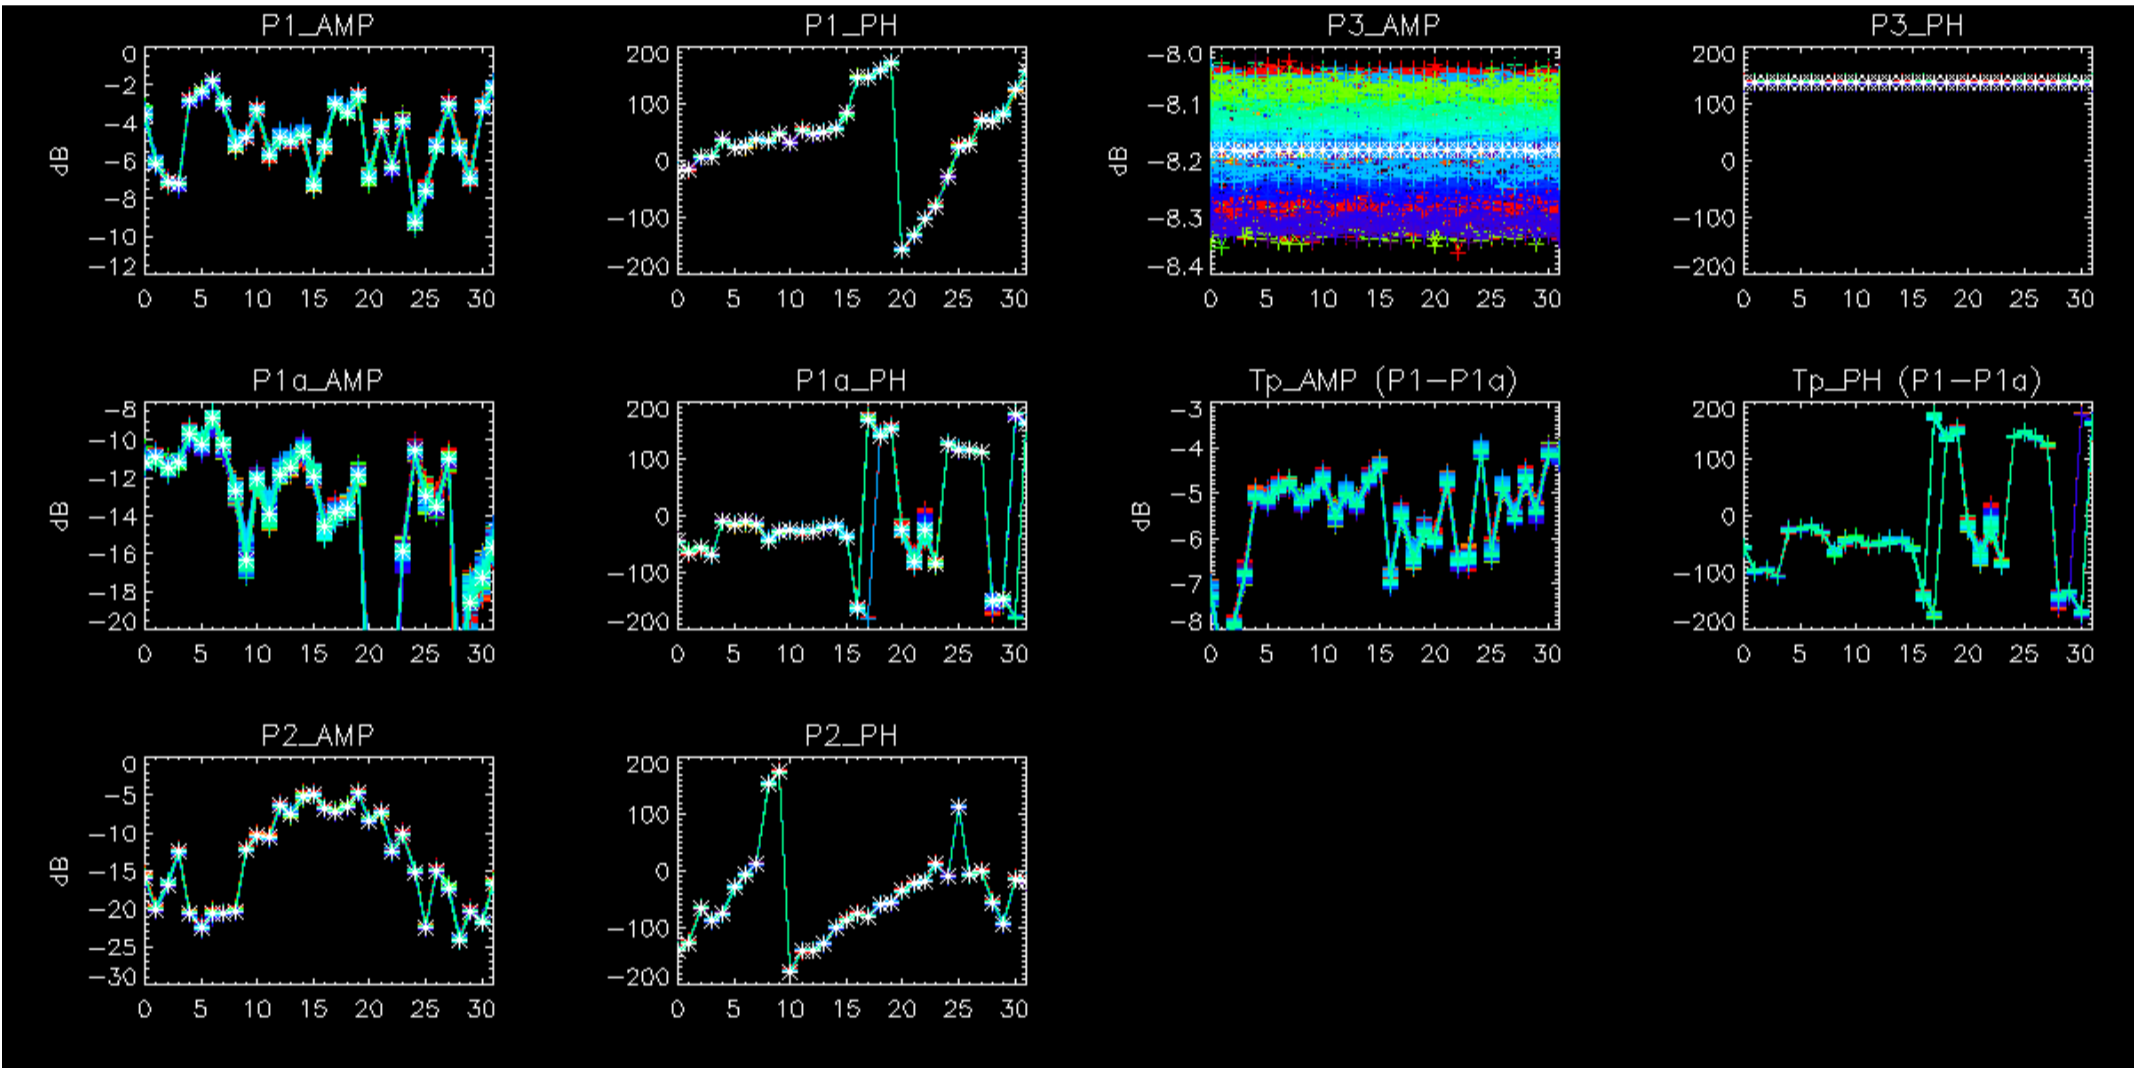 P1_AMP
dB
0
−2
−4
−6
−8
−10
−12
0 5 10 15 20 25 30
P1_PH
200
100
0
−100
−200
0 5 10 15 20 25 30
P3_AMP
dB
−8.0
−8.1
−8.2
−8.3
−8.4
0 5 10 15 20 25 30
P3_PH
200
100
0
−100
−200
0 5 10 15 20 25 30
P1a_AMP
dB
−8
−10
−12
−14
−16
−18
−20
0 5 10 15 20 25 30
P1a_PH
200
100
0
−100
−200
0 5 10 15 20 25 30
Tp_AMP (P1−P1a)
dB
−3
−4
−5
−6
−7
−8
0 5 10 15 20 25 30
Tp_PH (P1−P1a)
200
100
0
−100
−200
0 5 10 15 20 25 30
P2_AMP
dB
0
−5
−10
−15
−20
−25
−30
0 5 10 15 20 25 30
P2_PH
200
100
0
−100
−200
0 5 10 15 20 25 30